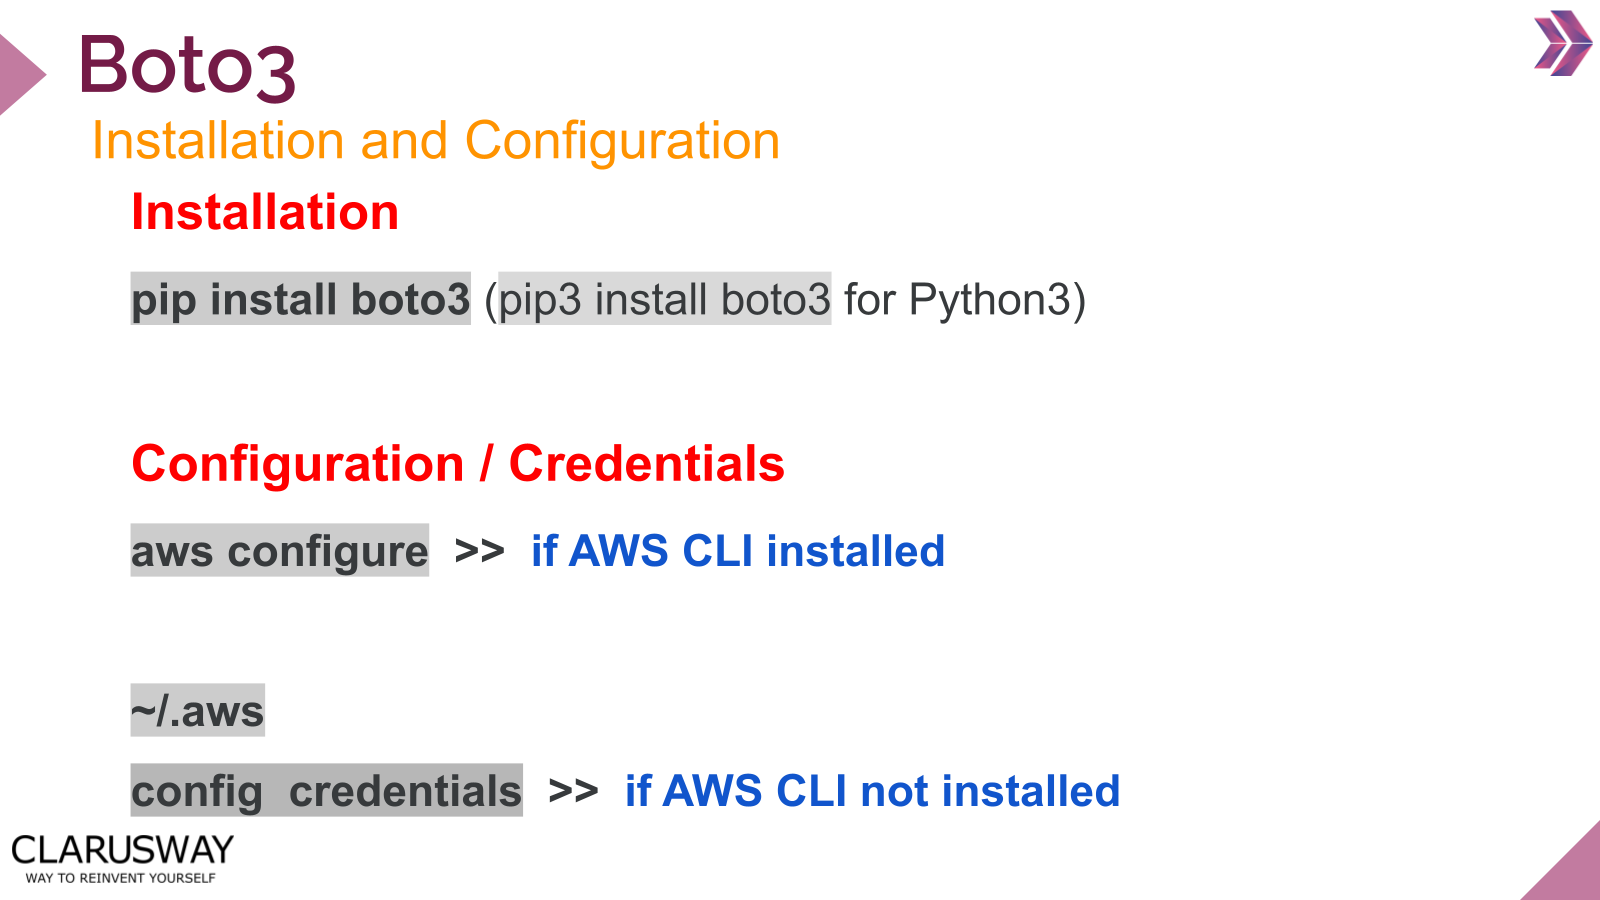 Boto3
Installation and Configuration
Installation
pip install boto3 (pip3 install boto3 for Python3)
Configuration / Credentials
aws configure >> if AWS CLI installed
~/.aws
config credentials >> if AWS CLI not installed
CLARUSWAY
WAY TO REINVENT YOURSELF